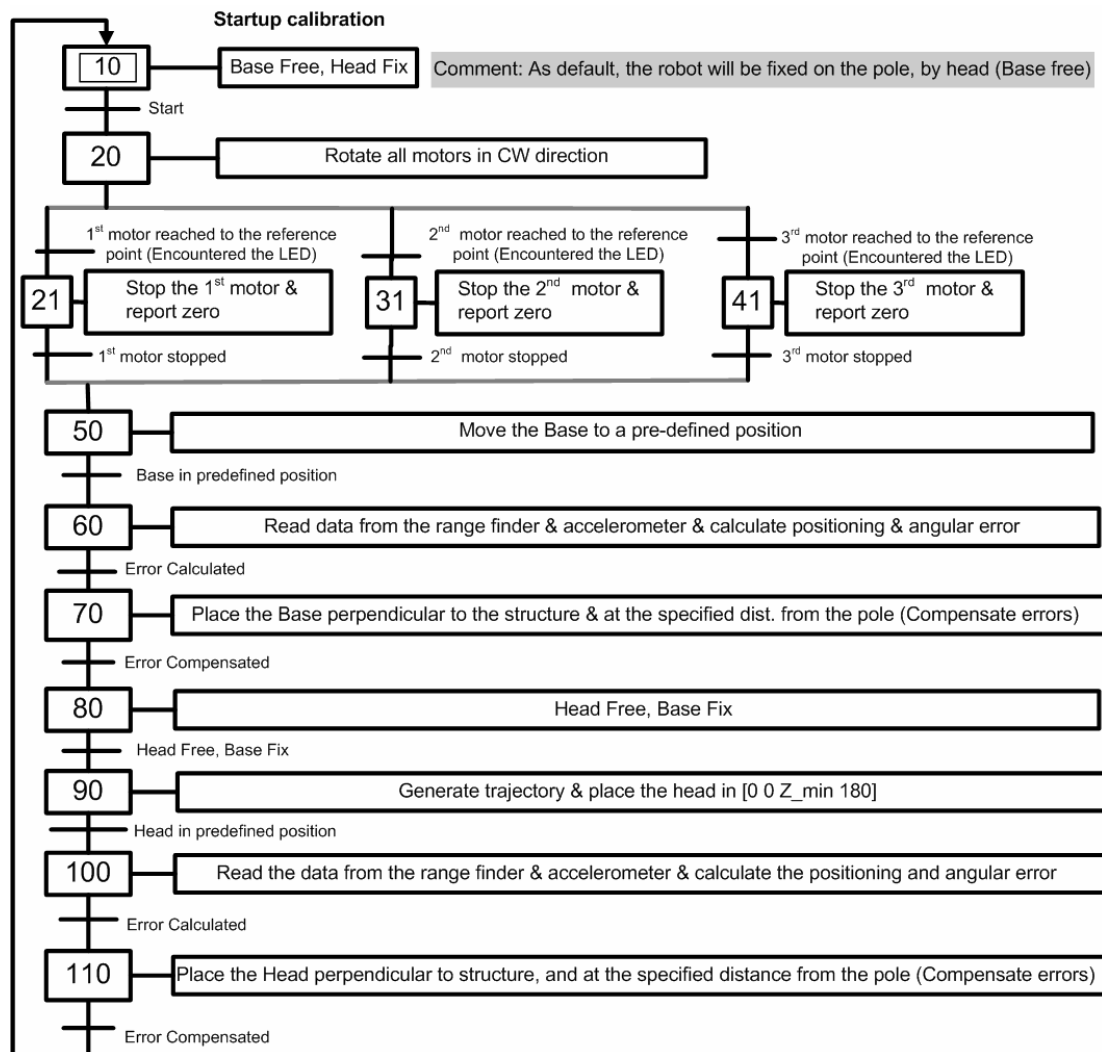 Startup calibration
10
Base Free, Head Fix
Comment: As default, the robot will be fixed on the pole, by head (Base free)
Start
20
Rotate all motors in CW direction
1st motor reached to the reference
point (Encountered the LED)
2nd motor reached to the reference
point (Encountered the LED)
3rd motor reached to the reference
point (Encountered the LED)
21
Stop the 1st motor &
report zero
31
Stop the 2nd motor &
report zero
41
Stop the 3rd motor &
report zero
1st motor stopped
2nd motor stopped
3rd motor stopped
50
Move the Base to a pre-defined position
Base in predefined position
60
Read data from the range finder & accelerometer & calculate positioning & angular error
Error Calculated
70
Place the Base perpendicular to the structure & at the specified dist. from the pole (Compensate errors)
Error Compensated
80
Head Free, Base Fix
Head Free, Base Fix
90
Generate trajectory & place the head in [0 0 Z_min 180]
Head in predefined position
100
Read the data from the range finder & accelerometer & calculate the positioning and angular error
Error Calculated
110
Place the Head perpendicular to structure, and at the specified distance from the pole (Compensate errors)
Error Compensated